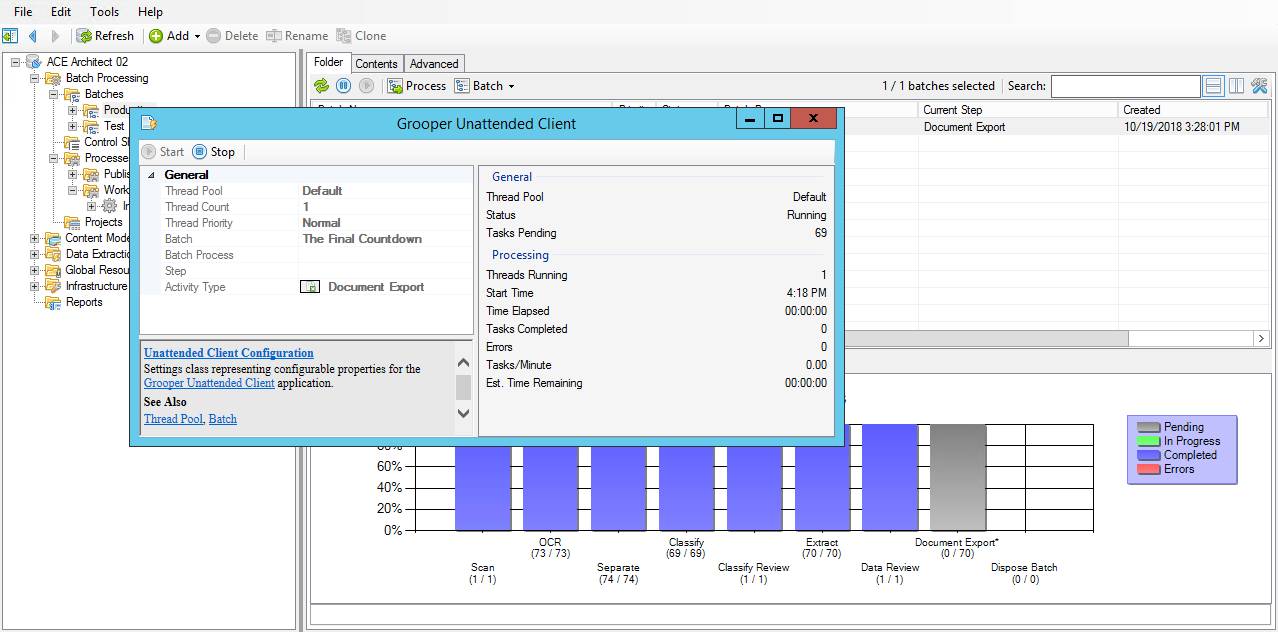 File Edit Tools Help
Refresh Add Delete Rename Clone
ACE Architect 02
Batch Processing
Batches
Test
Control
Processe
Publi
Work
Projects
Content Mode
Data Extractio
Global Resou
Infrastructure
Reports
Folder Contents Advanced
Process Batch 1 / 1 batches selected Search:
Current Step Created
Document Export 10/19/2018 3:28:01 PM
Grooper Unattended Client
Start Stop
General
Thread Pool Default
Thread Count 1
Thread Priority Normal
Batch The Final Countdown
Batch Process
Step
Activity Type Document Export
Unattended Client Configuration
Settings class representing configurable properties for the
Grooper Unattended Client application.
See Also
Thread Pool, Batch
General
Thread Pool Default
Status Running
Tasks Pending 69
Processing
Threads Running 1
Start Time 4:18 PM
Time Elapsed 00:00:00
Tasks Completed 0
Errors 0
Tasks/Minute 0.00
Est. Time Remaining 00:00:00
Pending
In Progress
Completed
Errors
80%
60%
40%
20%
0%
OCR Classify Extract Document Export*
(73 / 73) (69 / 69) (70 / 70) (0 / 70)
Scan Separate Classify Review Data Review Dispose Batch
(1 / 1) (74 / 74) (1 / 1) (1 / 1) (0 / 0)